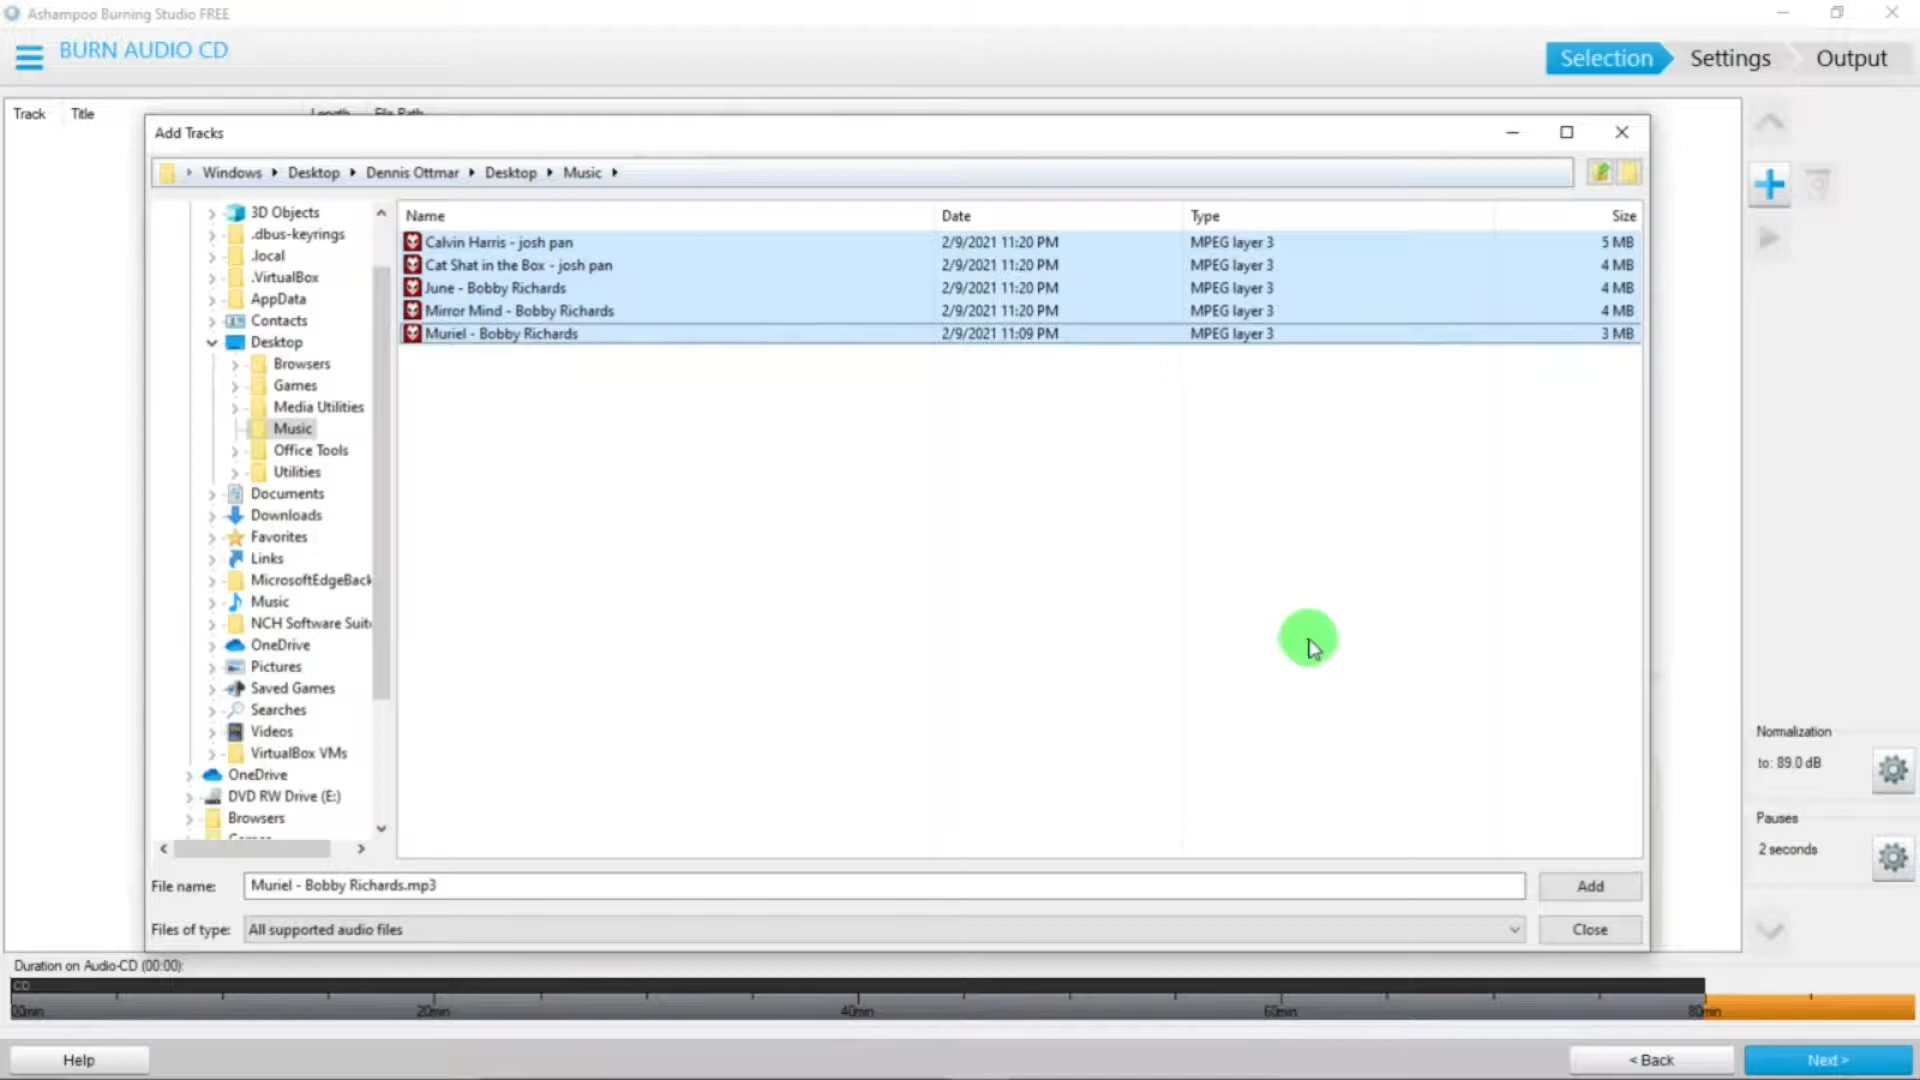 Ashampoo Burning Studio FREE
BURN AUDIO CD
Selection
Settings
Output
Track Title Length File Path
Add Tracks
Windows Desktop Dennis Ottmar Desktop Music
3D Objects
.dbus-keyrings
.local
.VirtualBox
AppData
Contacts
Desktop
Browsers
Games
Media Utilities
Music
Office Tools
Utilities
Documents
Downloads
Favorites
Links
MicrosoftEdgeBack
Music
NCH Software Suit
OneDrive
Pictures
Saved Games
Searches
Videos
VirtualBox VMs
OneDrive
DVD RW Drive (E:)
Browsers
Games
Name Date Type Size
Calvin Harris - josh pan 2/9/2021 11:20 PM MPEG layer 3 5 MB
Cat Shat in the Box - josh pan 2/9/2021 11:20 PM MPEG layer 3 4 MB
June - Bobby Richards 2/9/2021 11:20 PM MPEG layer 3 4 MB
Mirror Mind - Bobby Richards 2/9/2021 11:20 PM MPEG layer 3 4 MB
Muriel - Bobby Richards 2/9/2021 11:09 PM MPEG layer 3 3 MB
File name: Muriel - Bobby Richards.mp3 Add
Files of type: All supported audio files Close
Normalization
to: 89.0 dB
Pauses
2 seconds
Duration on Audio-CD (00:00):
CD
00min 20min 40min 60min 80min
Help
< Back
Next >